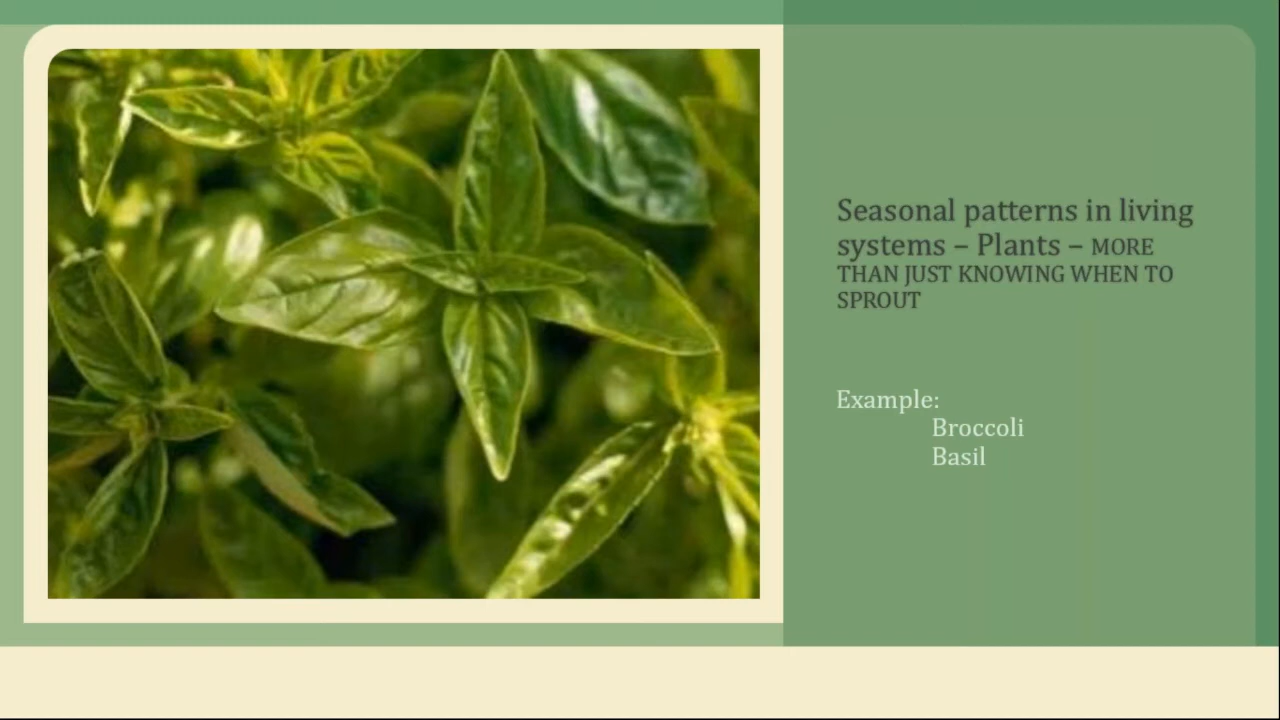 Seasonal patterns in living
systems – Plants – MORE
THAN JUST KNOWING WHEN TO
SPROUT
Example:
Broccoli
Basil